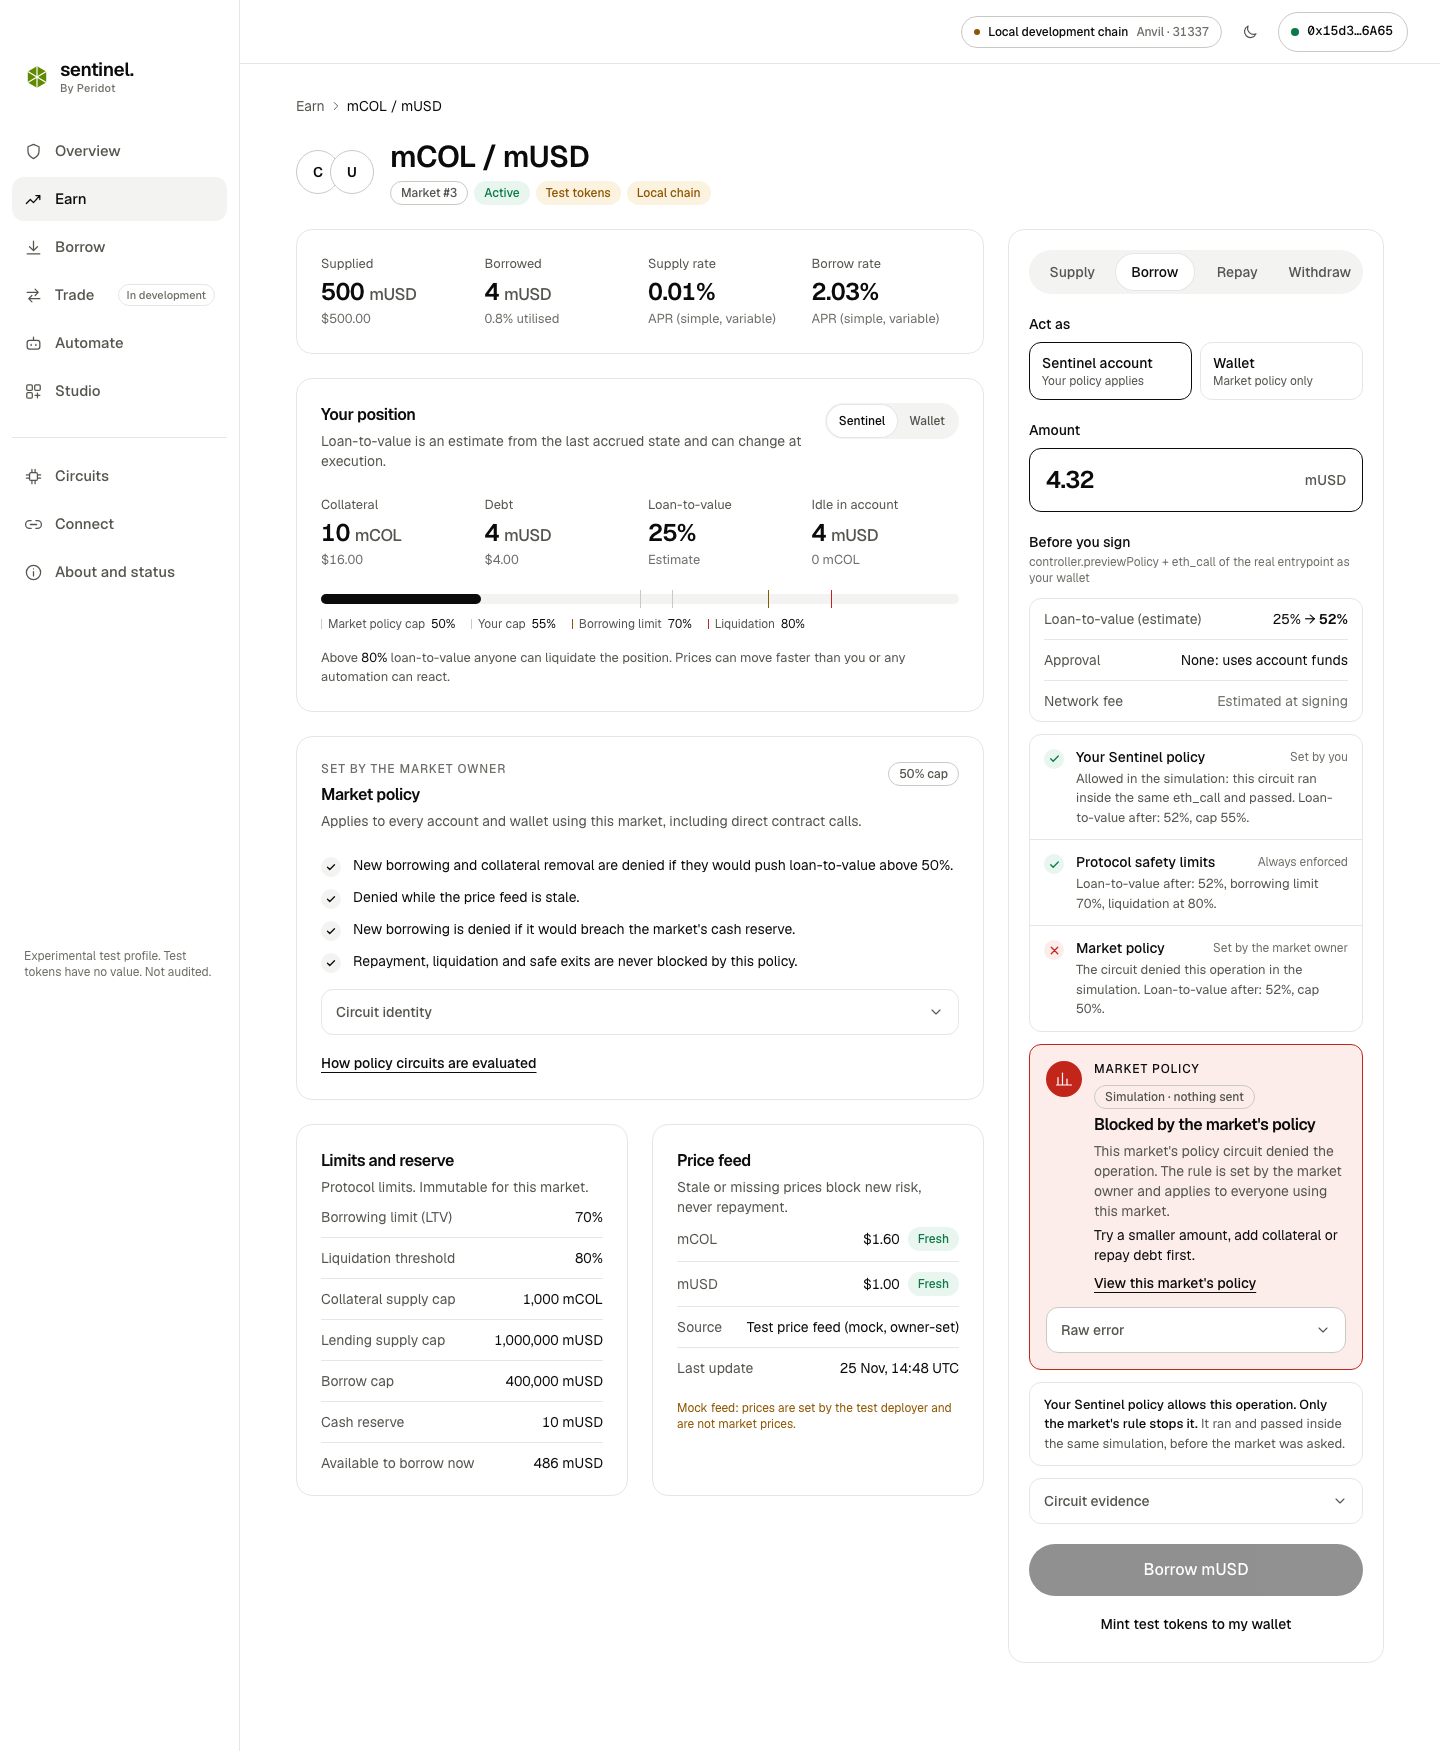 Local development chain Anvil · 31337
0x15d3…6A65
sentinel.
By Peridot
Overview
Earn
Borrow
Trade In development
Automate
Studio
Circuits
Connect
About and status
Experimental test profile. Test
tokens have no value. Not audited.
Earn > mCOL / mUSD
C U
mCOL / mUSD
Market #3 Active Test tokens Local chain
Supplied Borrowed Supply rate Borrow rate
500 mUSD 4 mUSD 0.01% 2.03%
$500.00 0.8% utilised APR (simple, variable) APR (simple, variable)
Your position
Sentinel Wallet
Loan-to-value is an estimate from the last accrued state and can change at
execution.
Collateral Debt Loan-to-value Idle in account
10 mCOL 4 mUSD 25% 4 mUSD
$16.00 $4.00 Estimate 0 mCOL
Market policy cap 50% Your cap 55% Borrowing limit 70% Liquidation 80%
Above 80% loan-to-value anyone can liquidate the position. Prices can move faster than you or any
automation can react.
SET BY THE MARKET OWNER
50% cap
Market policy
Applies to every account and wallet using this market, including direct contract calls.
New borrowing and collateral removal are denied if they would push loan-to-value above 50%.
Denied while the price feed is stale.
New borrowing is denied if it would breach the market's cash reserve.
Repayment, liquidation and safe exits are never blocked by this policy.
Circuit identity
How policy circuits are evaluated
Limits and reserve
Protocol limits. Immutable for this market.
Borrowing limit (LTV) 70%
Liquidation threshold 80%
Collateral supply cap 1,000 mCOL
Lending supply cap 1,000,000 mUSD
Borrow cap 400,000 mUSD
Cash reserve 10 mUSD
Available to borrow now 486 mUSD
Price feed
Stale or missing prices block new risk,
never repayment.
mCOL $1.60 Fresh
mUSD $1.00 Fresh
Source Test price feed (mock, owner-set)
Last update 25 Nov, 14:48 UTC
Mock feed: prices are set by the test deployer and
are not market prices.
Supply Borrow Repay Withdraw
Act as
Sentinel account
Your policy applies
Wallet
Market policy only
Amount
4.32 mUSD
Before you sign
controller.previewPolicy + eth_call of the real entrypoint as
your wallet
Loan-to-value (estimate) 25% → 52%
Approval None: uses account funds
Network fee Estimated at signing
Your Sentinel policy Set by you
Allowed in the simulation: this circuit ran
inside the same eth_call and passed. Loan-
to-value after: 52%, cap 55%.
Protocol safety limits Always enforced
Loan-to-value after: 52%, borrowing limit
70%, liquidation at 80%.
Market policy Set by the market owner
The circuit denied this operation in the
simulation. Loan-to-value after: 52%, cap
50%.
MARKET POLICY
Simulation · nothing sent
Blocked by the market's policy
This market's policy circuit denied the
operation. The rule is set by the market
owner and applies to everyone using
this market.
Try a smaller amount, add collateral or
repay debt first.
View this market's policy
Raw error
Your Sentinel policy allows this operation. Only
the market's rule stops it. It ran and passed inside
the same simulation, before the market was asked.
Circuit evidence
Borrow mUSD
Mint test tokens to my wallet